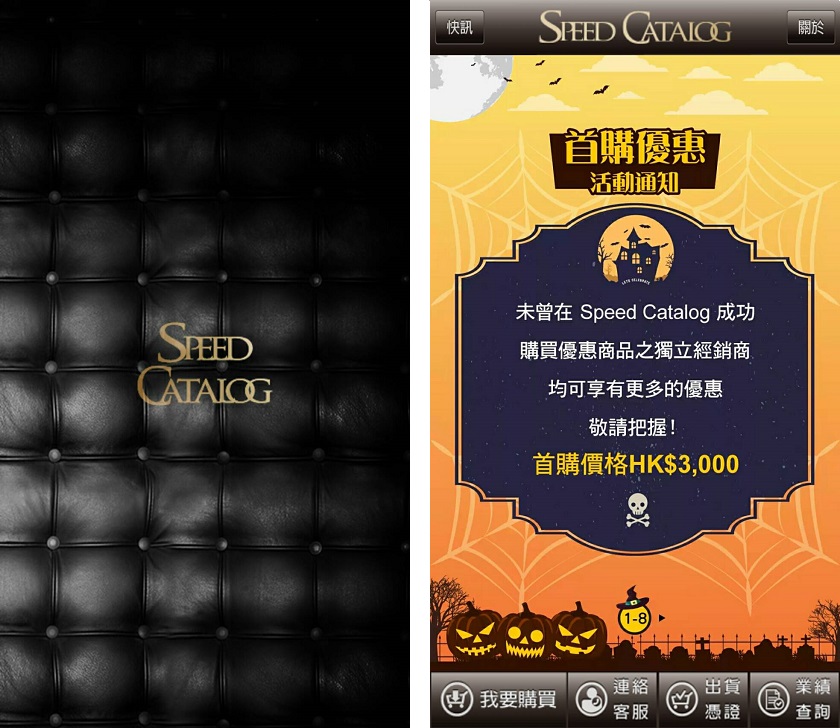 SPEED
CATALOG
快訊
SPEED CATALOG
關於
首購優惠
活動通知
LET'S CELEBRATE
未曾在 Speed Catalog 成功
購買優惠商品之獨立經銷商
均可享有更多的優惠
敬請把握!
首購價格HK$3,000
1-8
我要購買
連絡
客服
出貨
憑證
業績
查詢